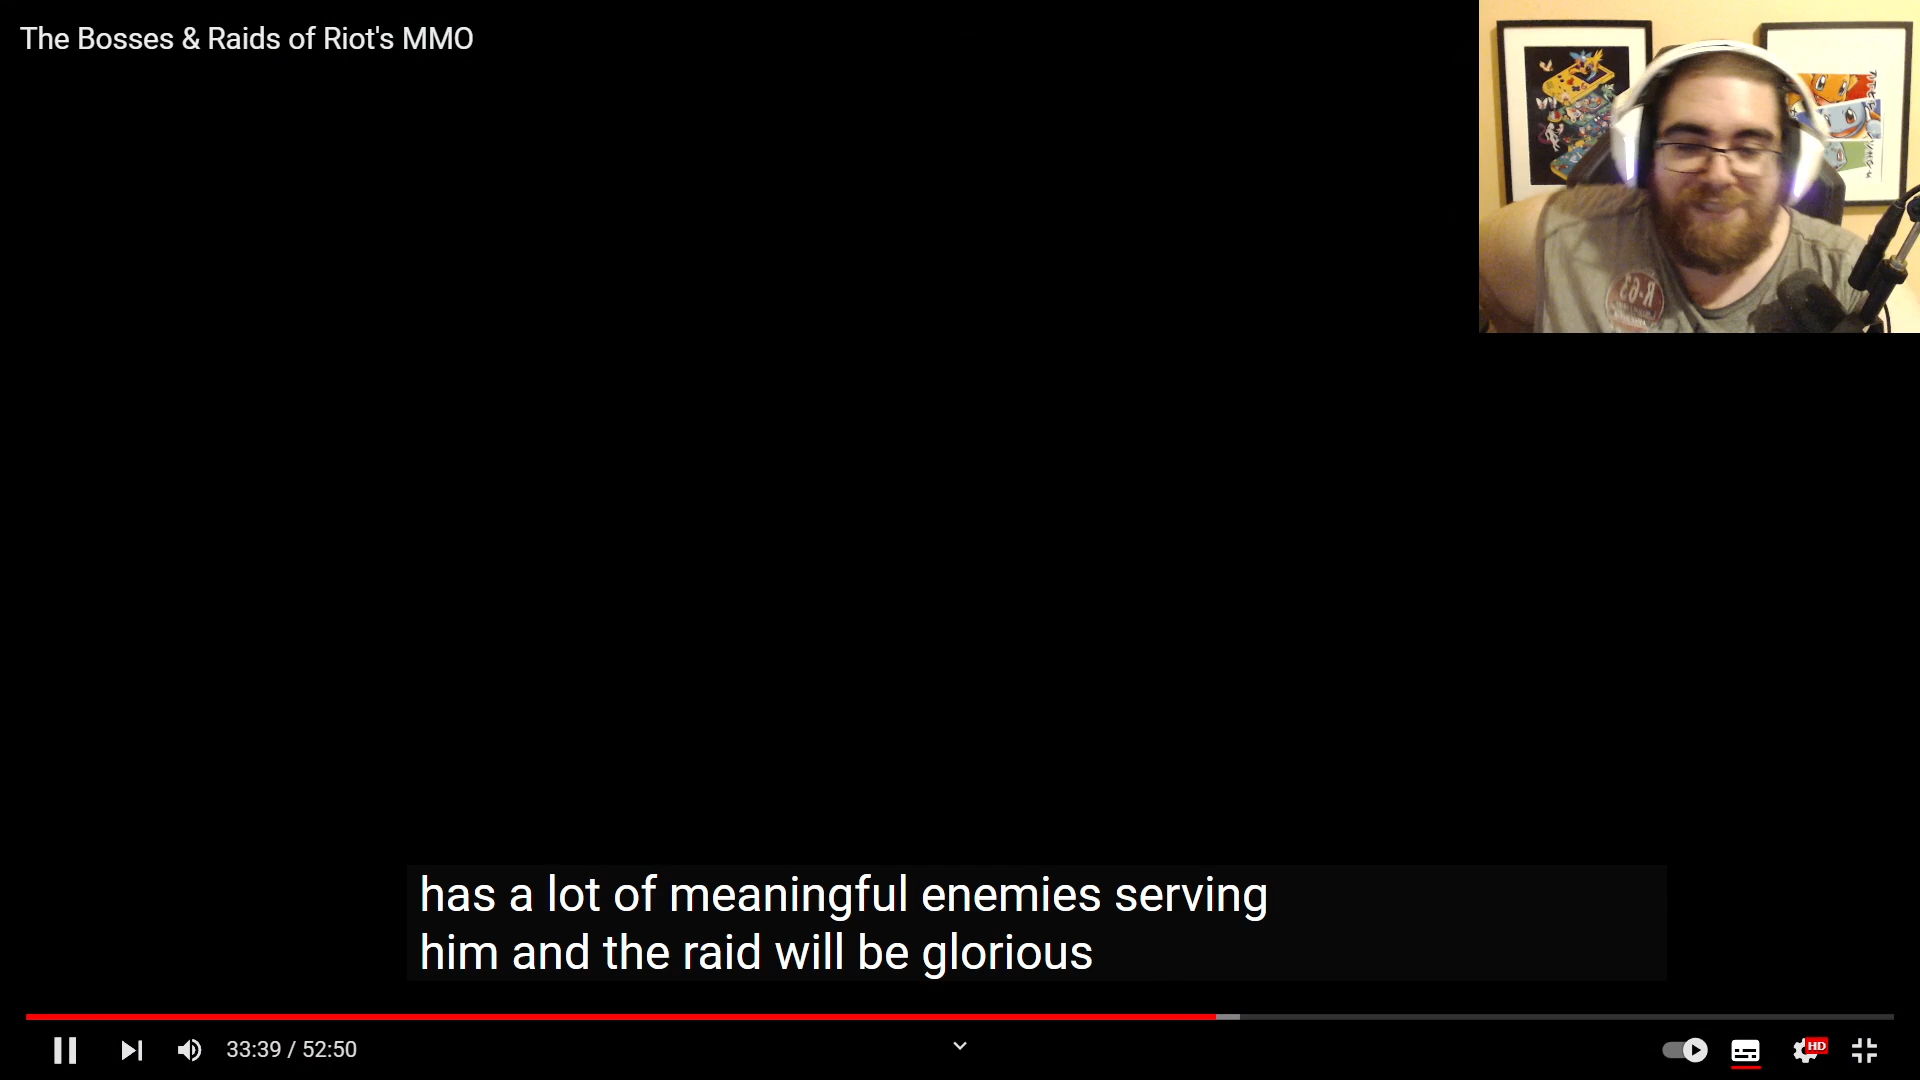 The Bosses & Raids of Riot's MMO
R-63
has a lot of meaningful enemies serving
him and the raid will be glorious
33:39 / 52:50
HD